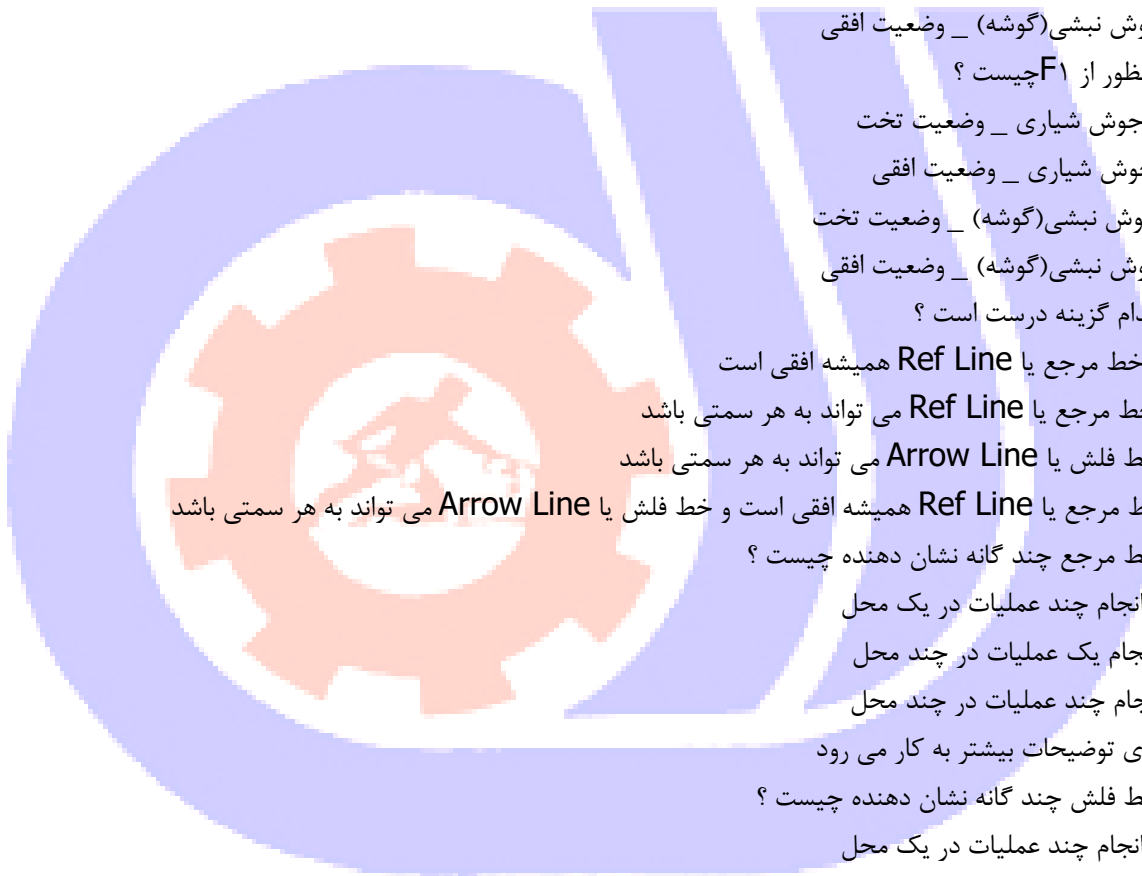 وش نبشی(گوشه) _ وضعیت افقی
ظور از F۱چیست ؟
جوش شیاری _ وضعیت تخت
وش شیاری _ وضعیت افقی
وش نبشی(گوشه) _ وضعیت تخت
وش نبشی(گوشه) _ وضعیت افقی
دام گزینه درست است ؟
خط مرجع یا Ref Line همیشه افقی است
ط مرجع یا Ref Line می تواند به هر سمتی باشد
ط فلش یا Arrow Line می تواند به هر سمتی باشد
ط مرجع یا Ref Line همیشه افقی است و خط فلش یا Arrow Line می تواند به هر سمتی باشد
ط مرجع چند گانه نشان دهنده چیست ؟
انجام چند عملیات در یک محل
جام یک عملیات در چند محل
جام چند عملیات در چند محل
ی توضیحات بیشتر به کار می رود
ط فلش چند گانه نشان دهنده چیست ؟
انجام چند عملیات در یک محل